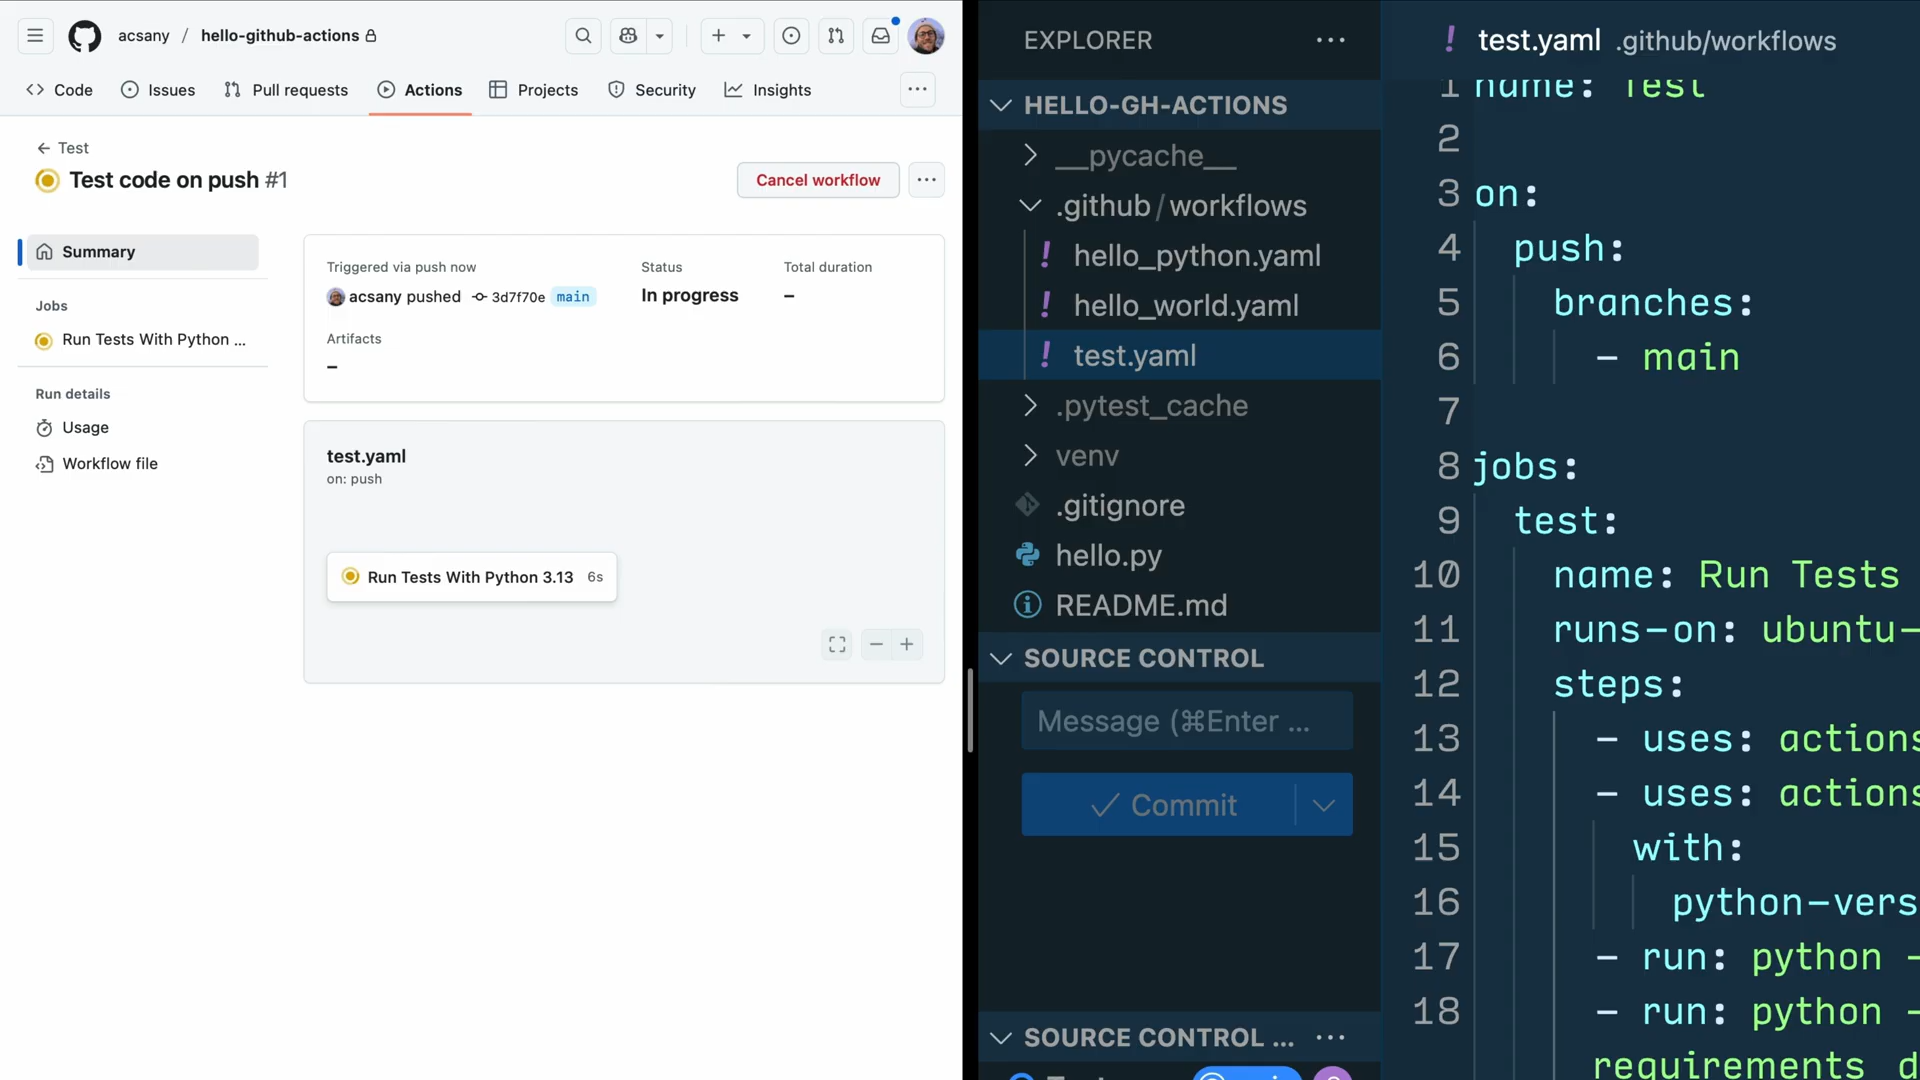 acsany / hello-github-actions
Code
Issues
Pull requests
Actions
Projects
Security
Insights
Test
Test code on push #1
Cancel workflow
Summary
Jobs
Run Tests With Python ...
Run details
Usage
Workflow file
Triggered via push now
acsany pushed 3d7f70e main
Status
In progress
Total duration
–
Artifacts
–
test.yaml
on: push
Run Tests With Python 3.13 6s
EXPLORER
HELLO-GH-ACTIONS
__pycache__
.github/workflows
! hello_python.yaml
! hello_world.yaml
! test.yaml
.pytest_cache
venv
.gitignore
hello.py
README.md
SOURCE CONTROL
Message (⌘Enter ...
Commit
SOURCE CONTROL ...
! test.yaml .github/workflows
1 name: Test
2
3 on:
4 push:
5 branches:
6 - main
7
8 jobs:
9 test:
10 name: Run Tests
11 runs-on: ubuntu-
12 steps:
13 - uses: actions
14 - uses: actions
15 with:
16 python-vers
17 - run: python -
18 - run: python -
requirements_d